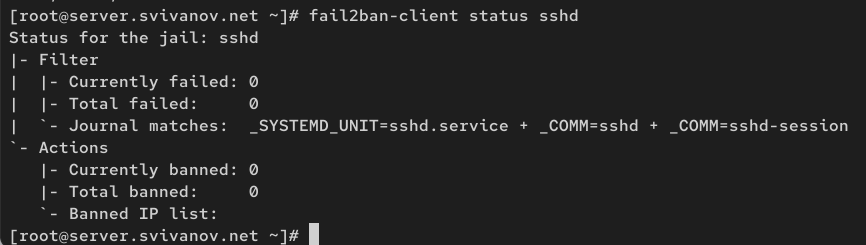 [root@server.svivanov.net ~]# fail2ban-client status sshd
Status for the jail: sshd
|- Filter
|  |- Currently failed: 0
|  |- Total failed:     0
|  `- Journal matches:  _SYSTEMD_UNIT=sshd.service + _COMM=sshd + _COMM=sshd-session
`- Actions
   |- Currently banned: 0
   |- Total banned:     0
   `- Banned IP list:
[root@server.svivanov.net ~]#